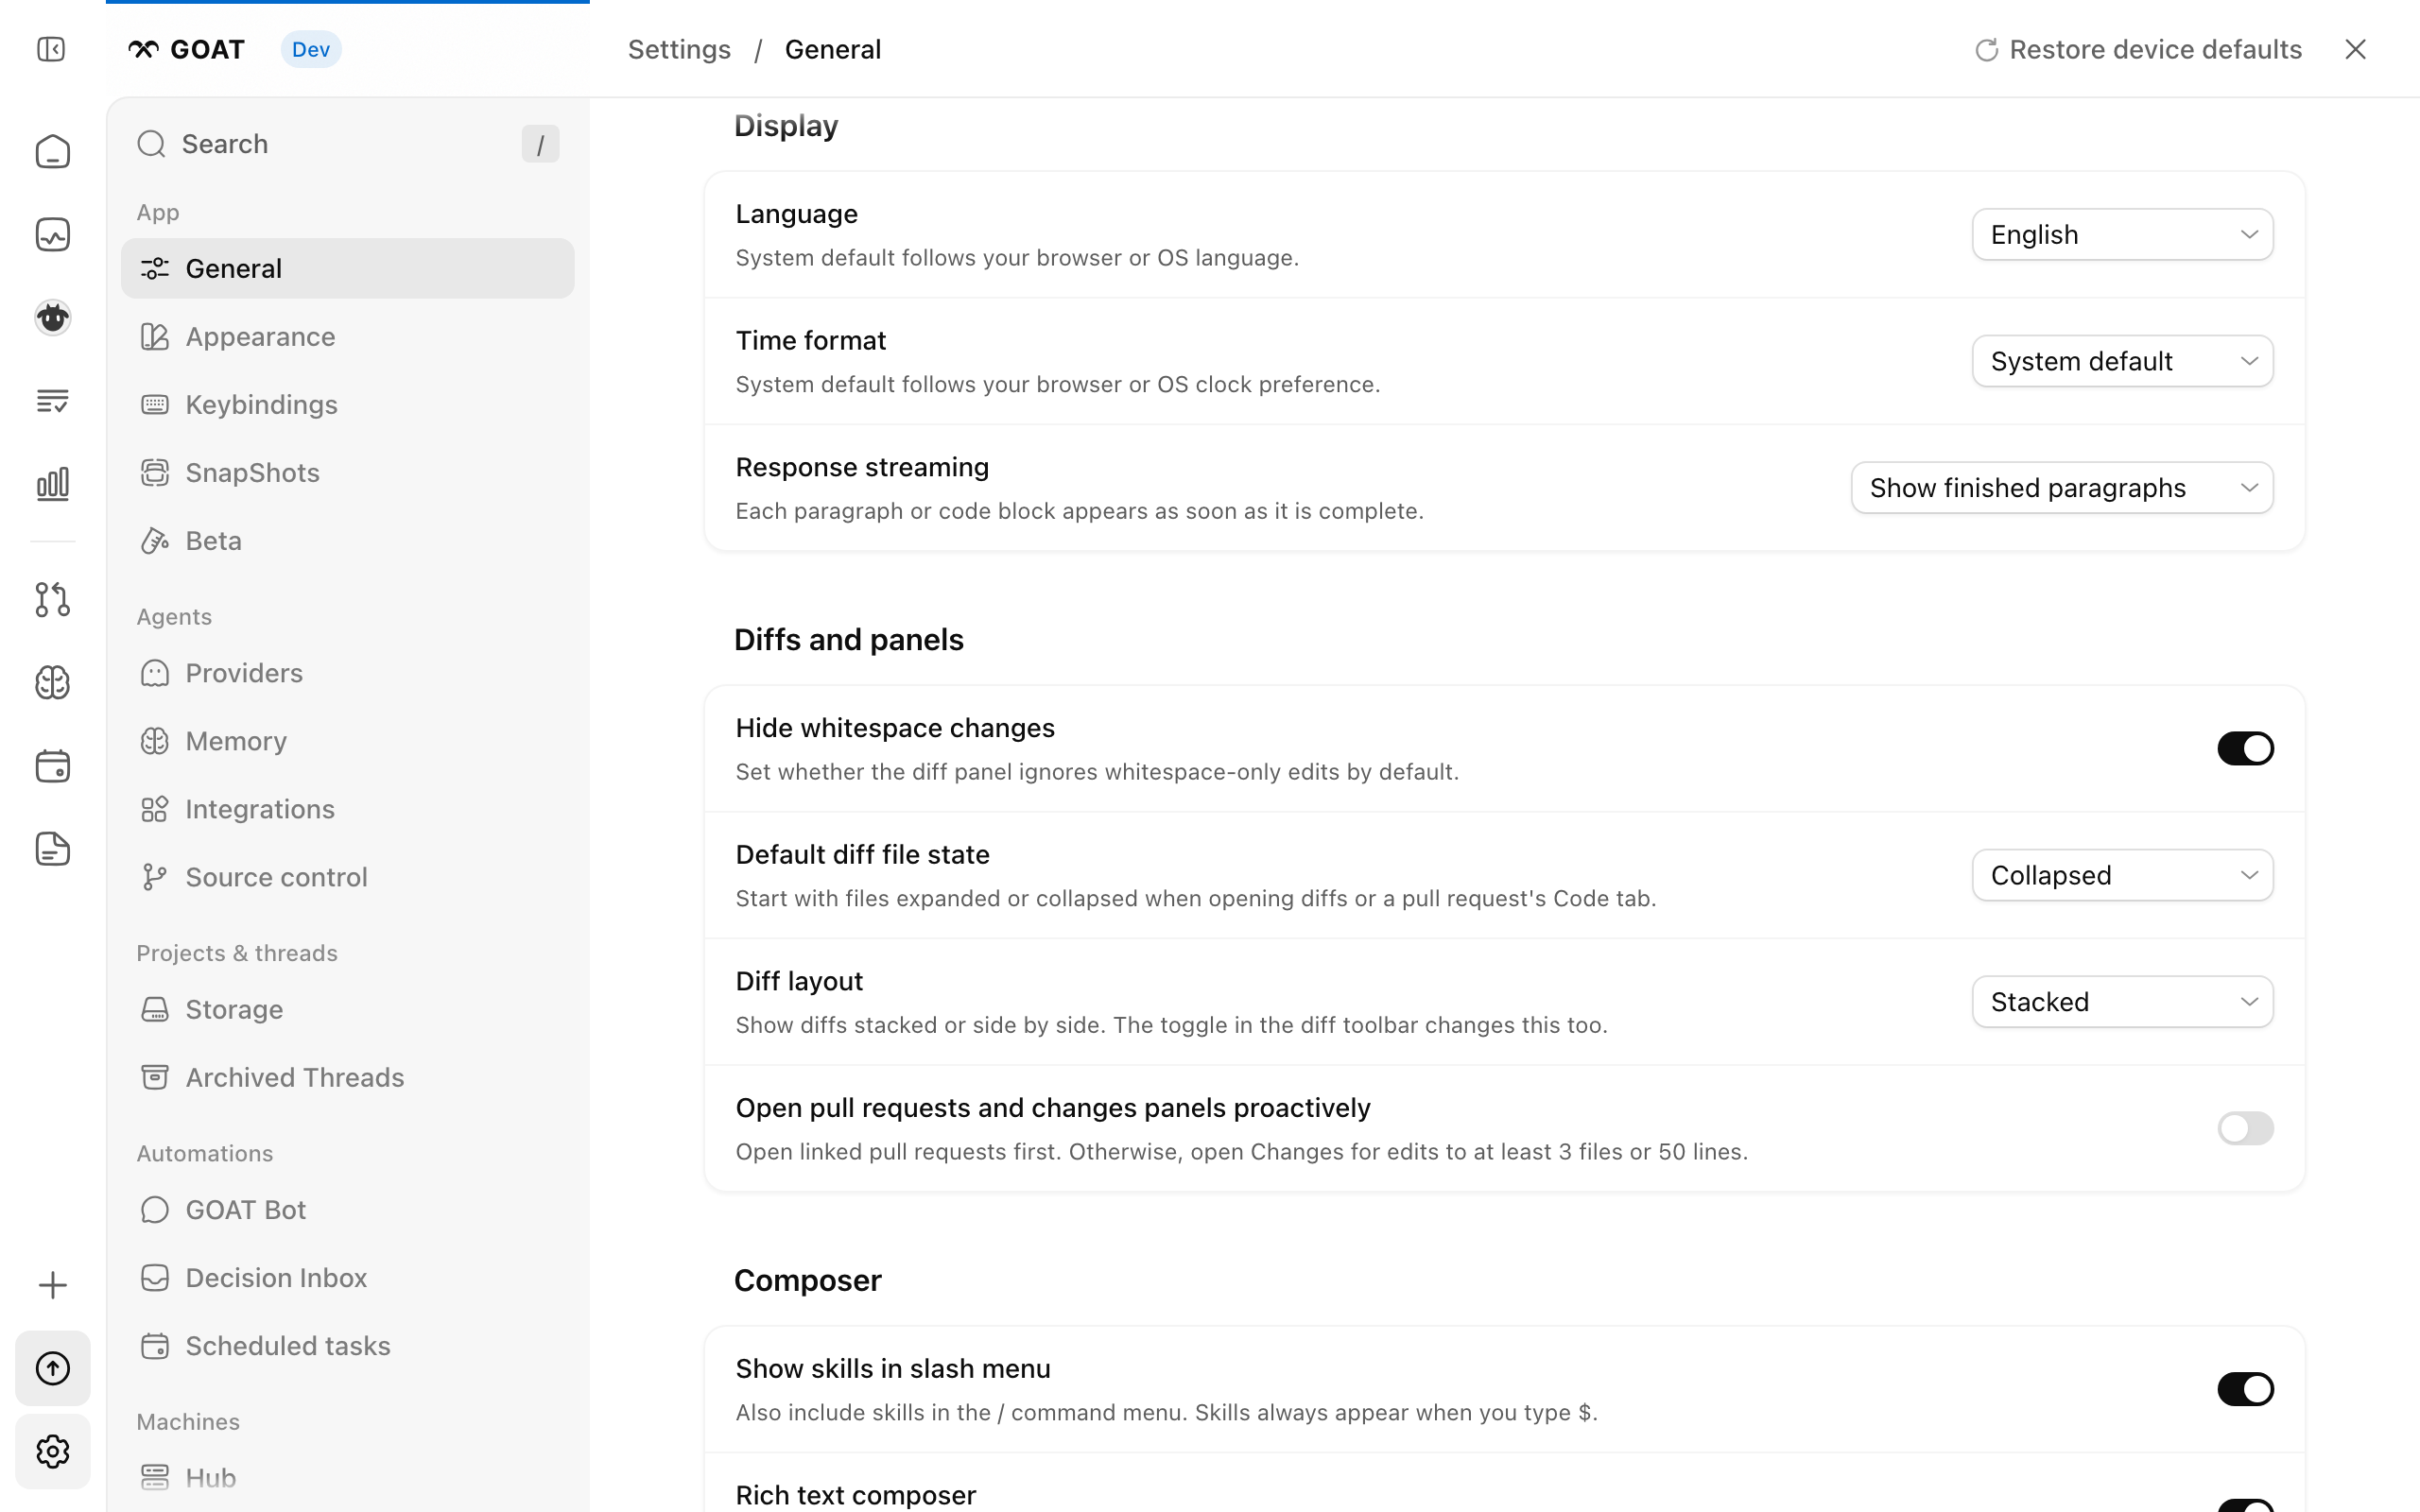 GOAT
Dev
Settings / General
Restore device defaults
Search
/
App
General
Appearance
Keybindings
SnapShots
Beta
Agents
Providers
Memory
Integrations
Source control
Projects & threads
Storage
Archived Threads
Automations
GOAT Bot
Decision Inbox
Scheduled tasks
Machines
Hub
Display
Language
System default follows your browser or OS language.
English
Time format
System default follows your browser or OS clock preference.
System default
Response streaming
Each paragraph or code block appears as soon as it is complete.
Show finished paragraphs
Diffs and panels
Hide whitespace changes
Set whether the diff panel ignores whitespace-only edits by default.
Default diff file state
Start with files expanded or collapsed when opening diffs or a pull request's Code tab.
Collapsed
Diff layout
Show diffs stacked or side by side. The toggle in the diff toolbar changes this too.
Stacked
Open pull requests and changes panels proactively
Open linked pull requests first. Otherwise, open Changes for edits to at least 3 files or 50 lines.
Composer
Show skills in slash menu
Also include skills in the / command menu. Skills always appear when you type $.
Rich text composer